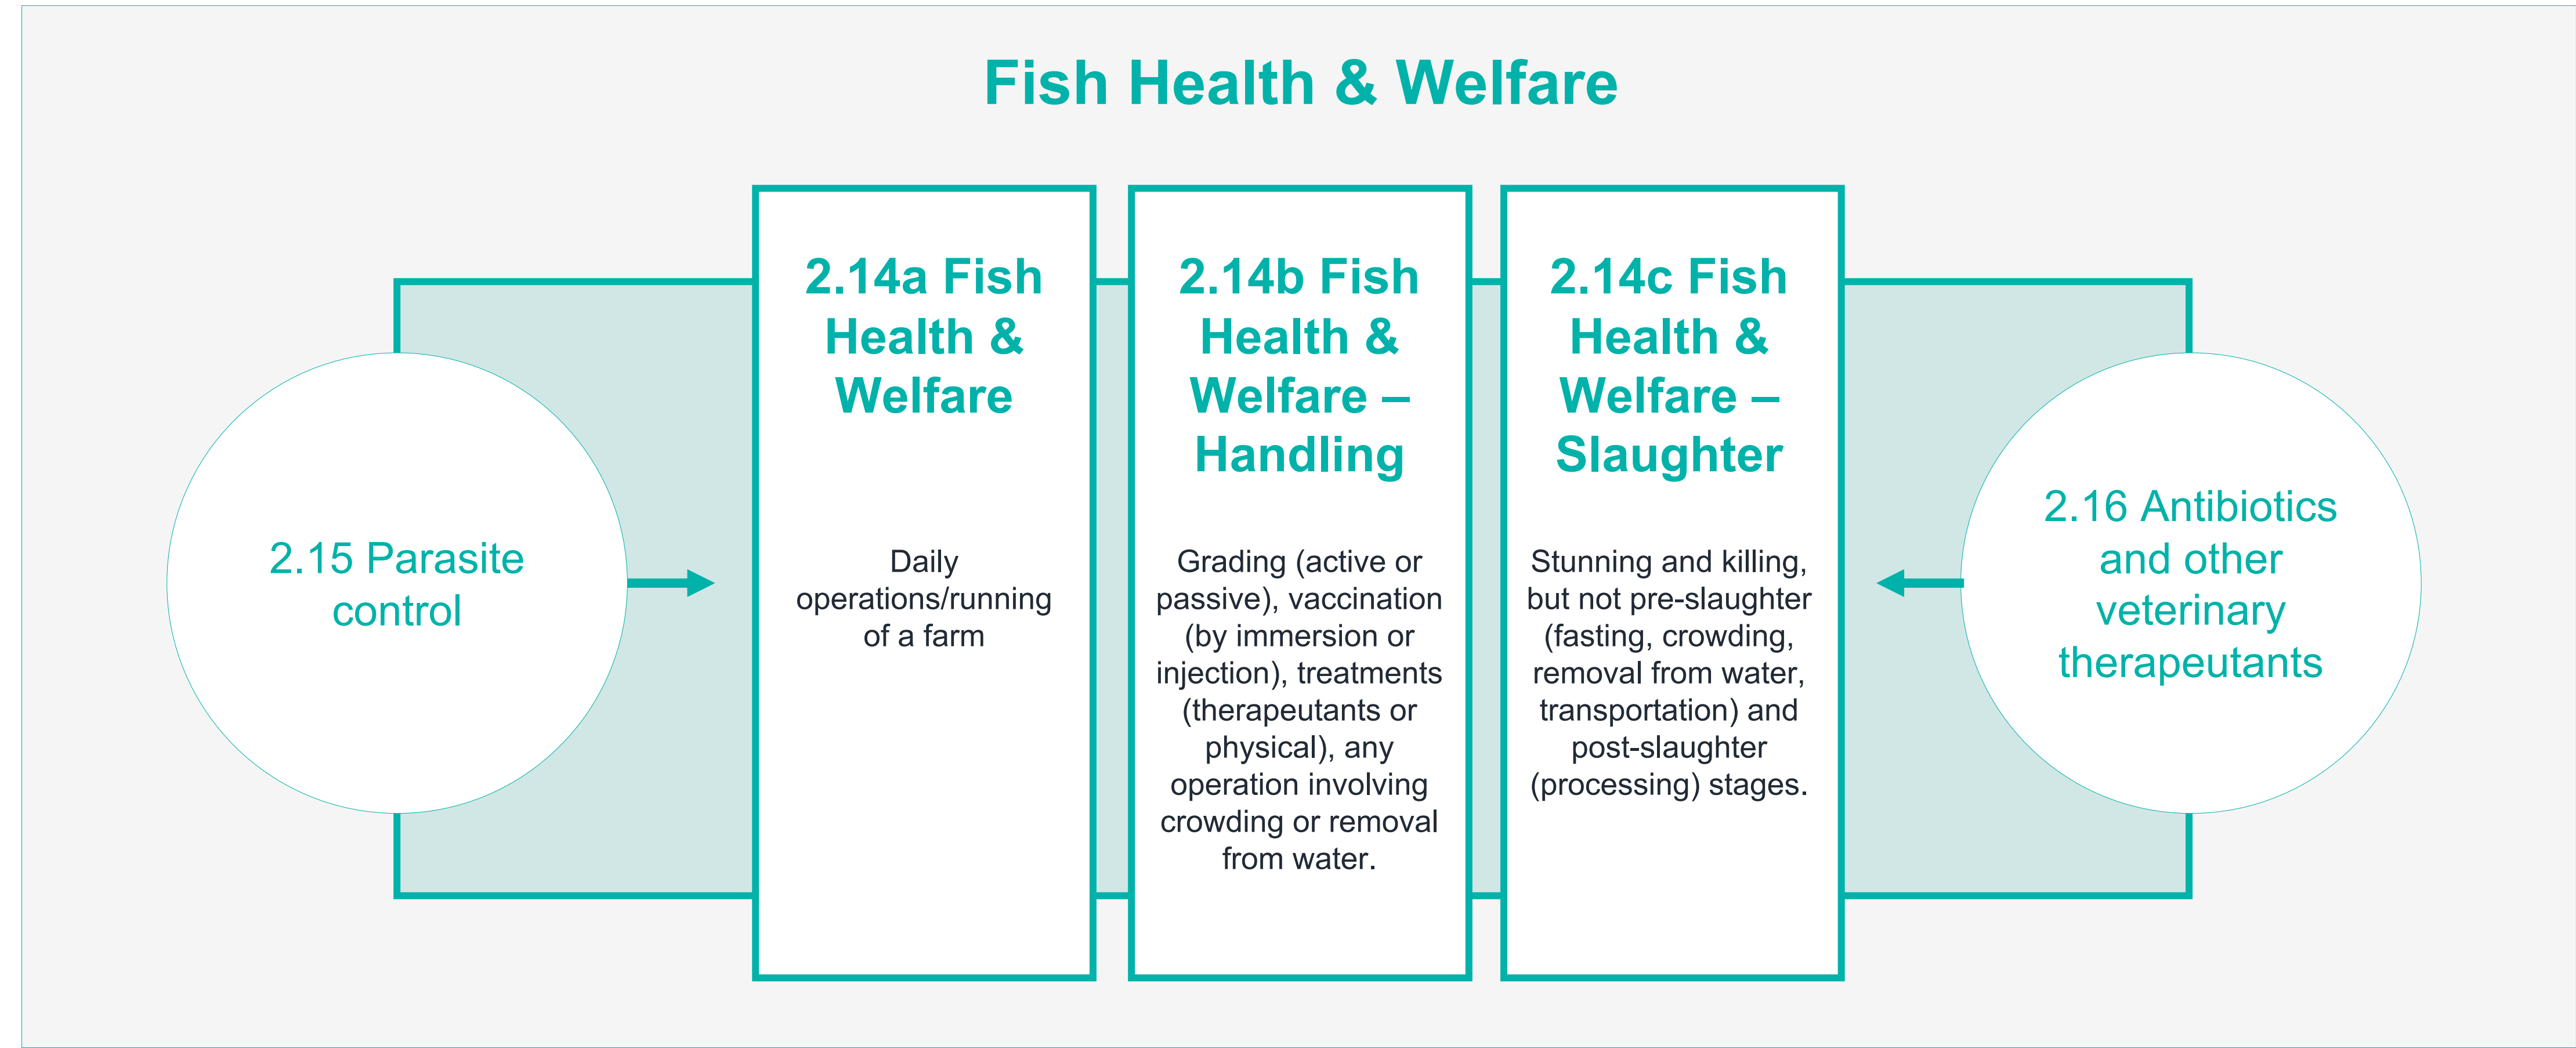 Fish Health & Welfare
2.15 Parasite
control
2.14a Fish
Health &
Welfare
Daily
operations/running
of a farm
2.14b Fish
Health &
Welfare –
Handling
Grading (active or
passive), vaccination
(by immersion or
injection), treatments
(therapeutants or
physical), any
operation involving
crowding or removal
from water.
2.14c Fish
Health &
Welfare –
Slaughter
Stunning and killing,
but not pre-slaughter
(fasting, crowding,
removal from water,
transportation) and
post-slaughter
(processing) stages.
2.16 Antibiotics
and other
veterinary
therapeutants